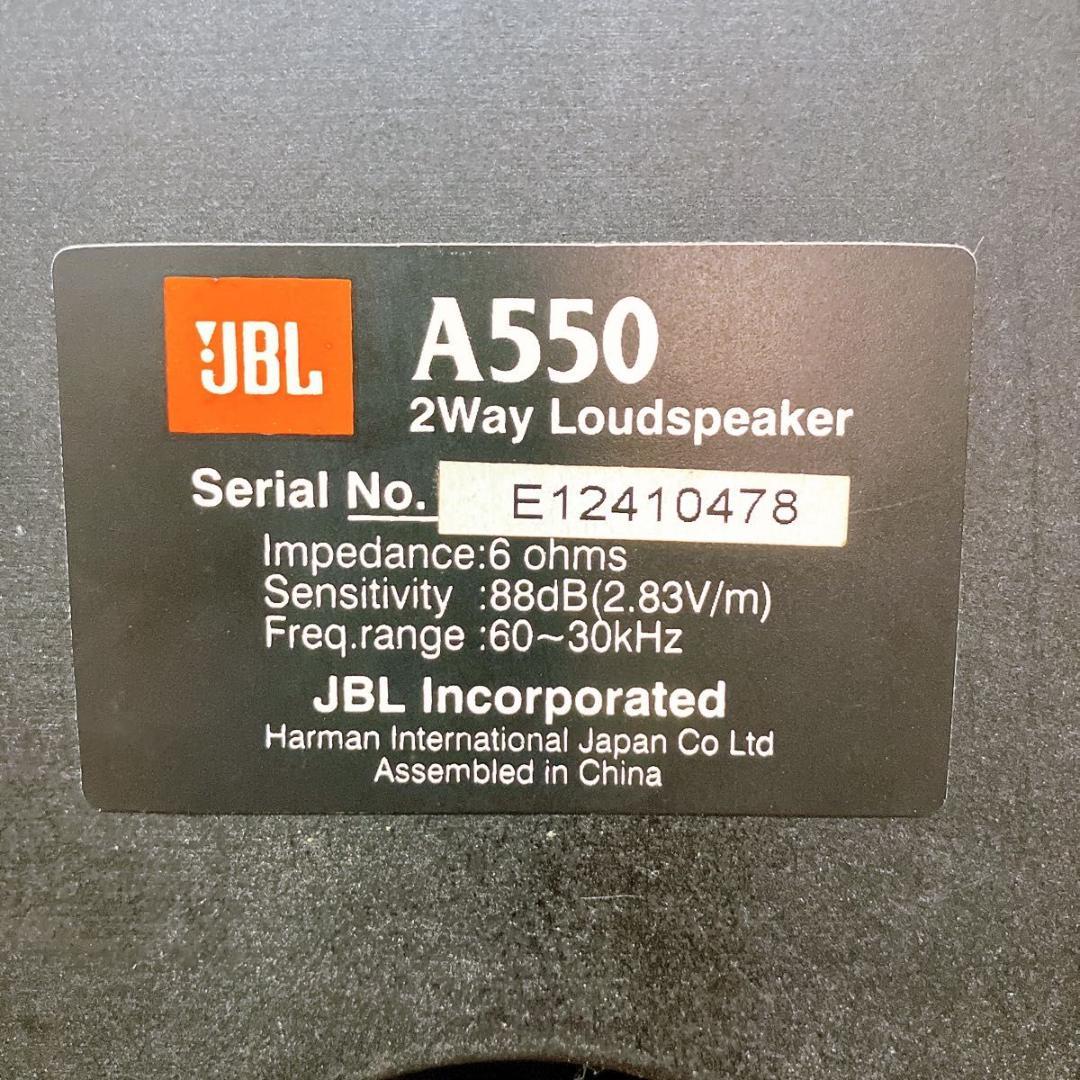 JBL
A550
2Way Loudspeaker
Serial No. E12410478
Impedance:6 ohms
Sensitivity :88dB(2.83V/m)
Freq.range :60~30kHz
JBL Incorporated
Harman International Japan Co Ltd
Assembled in China